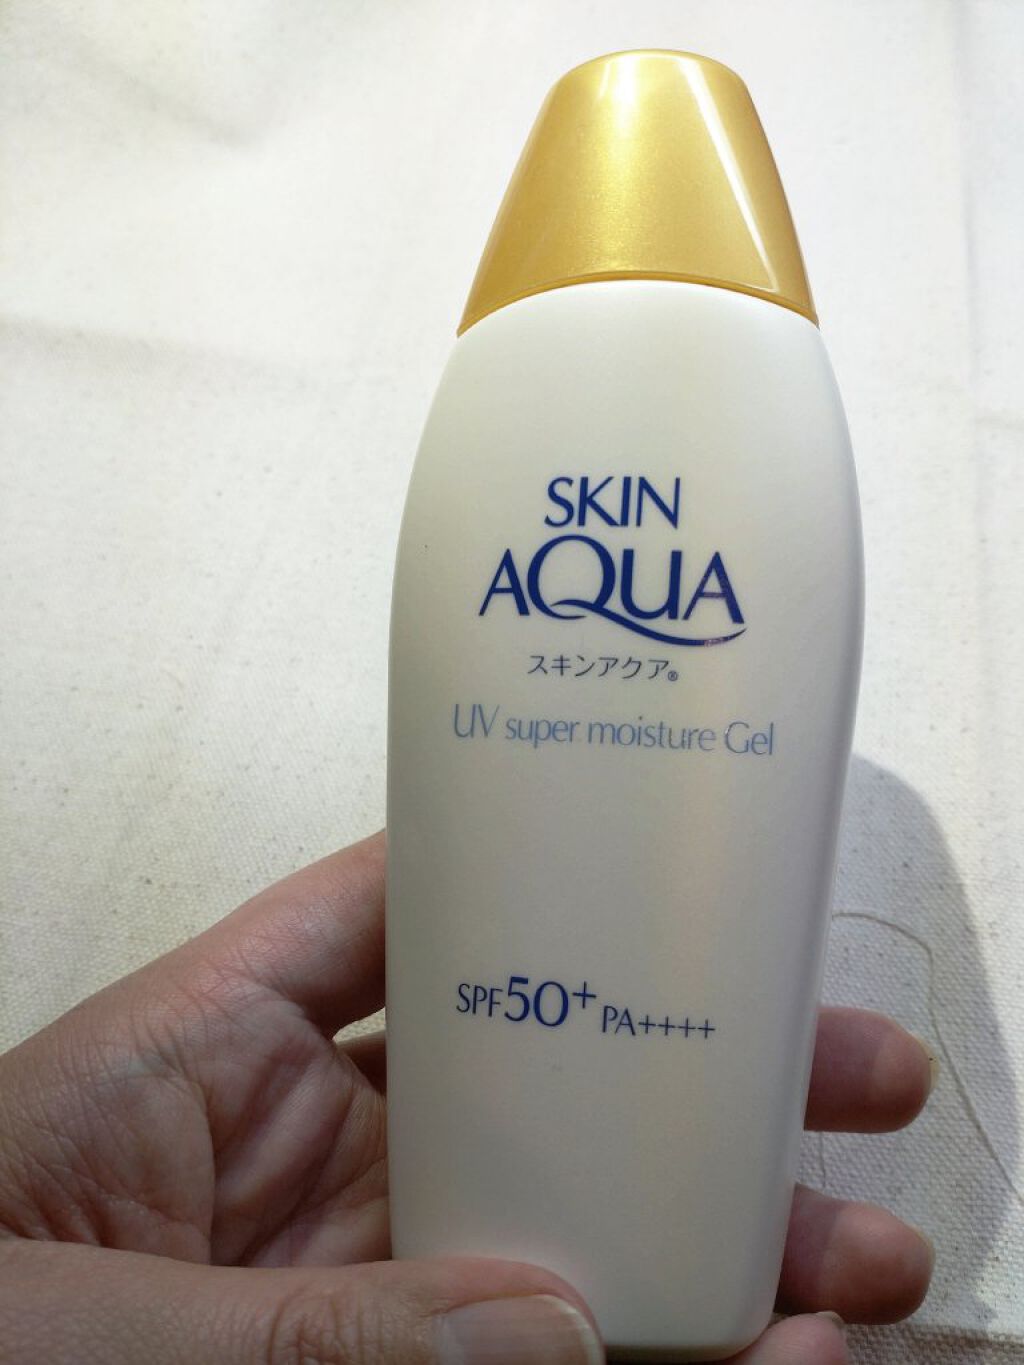 SKIN
AQUA
スキンアクア®
UV super moisture Gel
SPF50+ PA++++